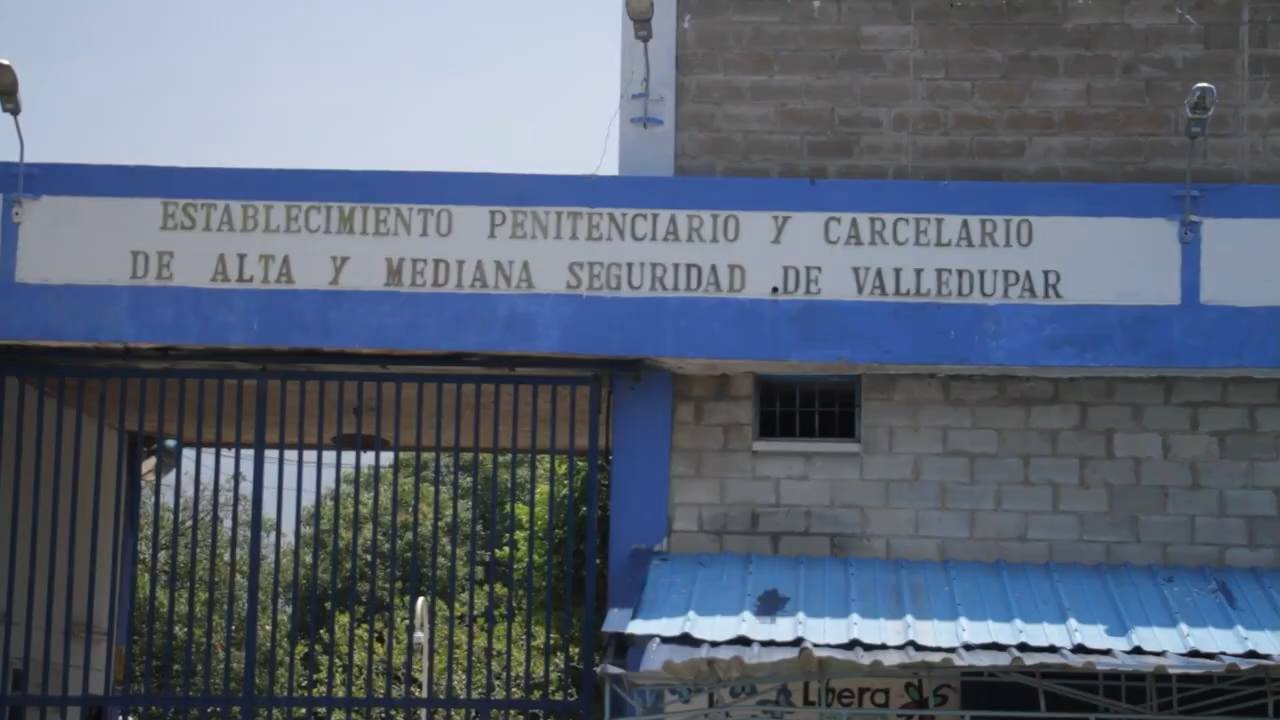 ESTABLECIMIENTO PENITENCIARIO Y CARCELARIO
DE ALTA Y MEDIANA SEGURIDAD DE VALLEDUPAR
Libera